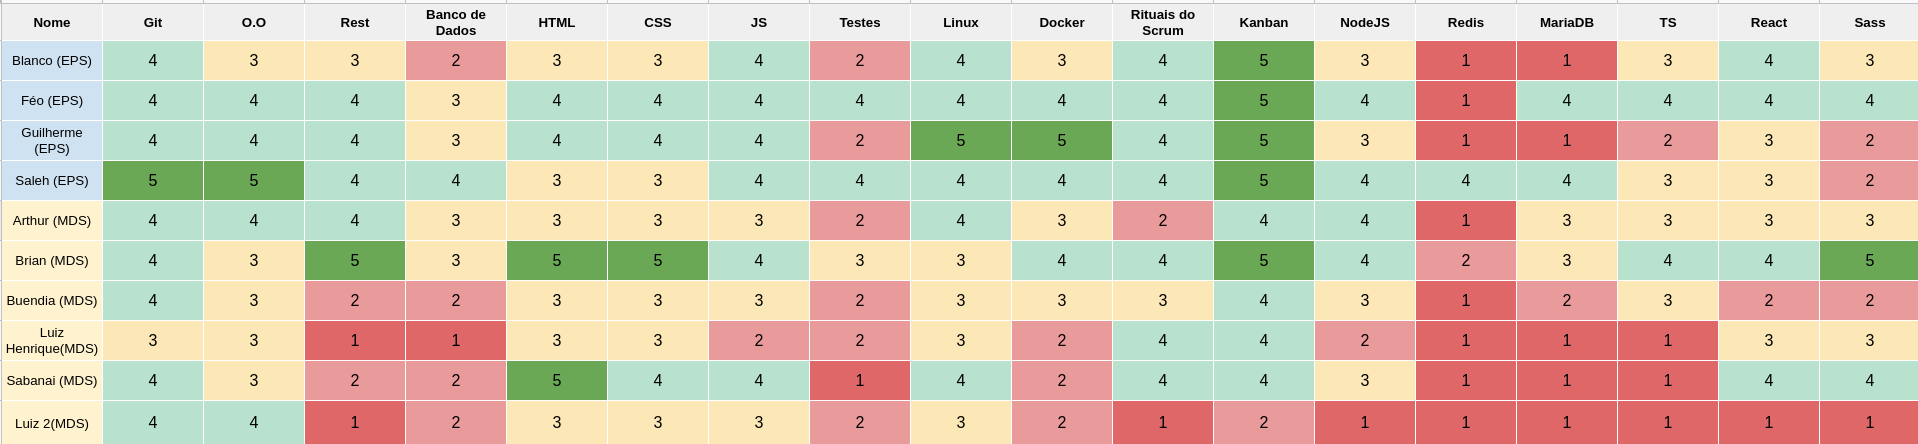 Nome Git O.O Rest Banco de Dados HTML CSS JS Testes Linux Docker Rituais do Scrum Kanban NodeJS Redis MariaDB TS React Sass
Blanco (EPS) 4 3 3 2 3 3 4 2 4 3 4 5 3 1 1 3 4 3
Féo (EPS) 4 4 4 3 4 4 4 4 4 4 4 5 4 1 4 4 4 4
Guilherme (EPS) 4 4 4 3 4 4 4 2 5 5 4 5 3 1 1 2 3 2
Saleh (EPS) 5 5 4 4 3 3 4 4 4 4 4 5 4 4 4 3 3 2
Arthur (MDS) 4 4 4 3 3 3 3 2 4 3 2 4 4 1 3 3 3 3
Brian (MDS) 4 3 5 3 5 5 4 3 3 4 4 5 4 2 3 4 4 5
Buendia (MDS) 4 3 2 2 3 3 3 2 3 3 3 4 3 1 2 3 2 2
Luiz Henrique(MDS) 3 3 1 1 3 3 2 2 3 2 4 4 2 1 1 1 3 3
Sabanai (MDS) 4 3 2 2 5 4 4 1 4 2 4 4 3 1 1 1 4 4
Luiz 2(MDS) 4 4 1 2 3 3 3 2 3 2 1 2 1 1 1 1 1 1